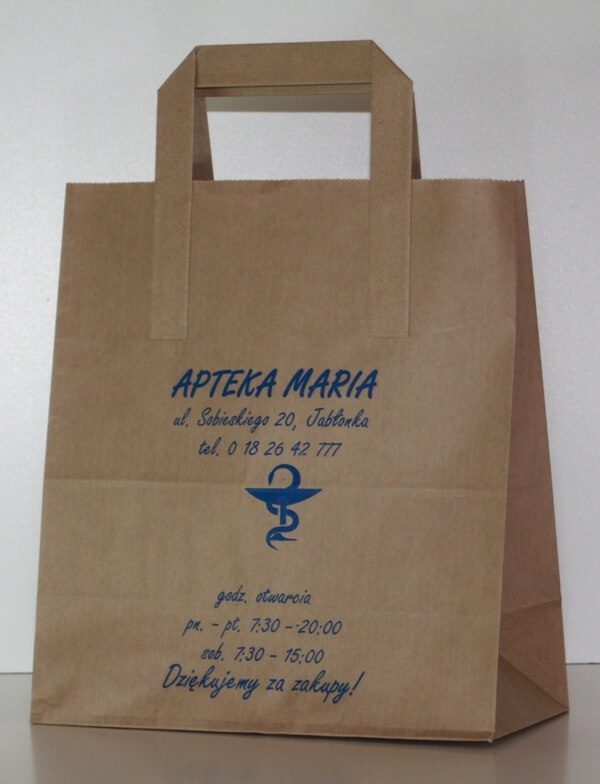 APTEKA MARIA
ul. Sobieskiego 20, Jabłonka
tel. 0 18 26 42 777
godz. otwarcia
pn. - pt. 7:30 - 20:00
sob. 7:30 - 15:00
Dziękujemy za zakupy!